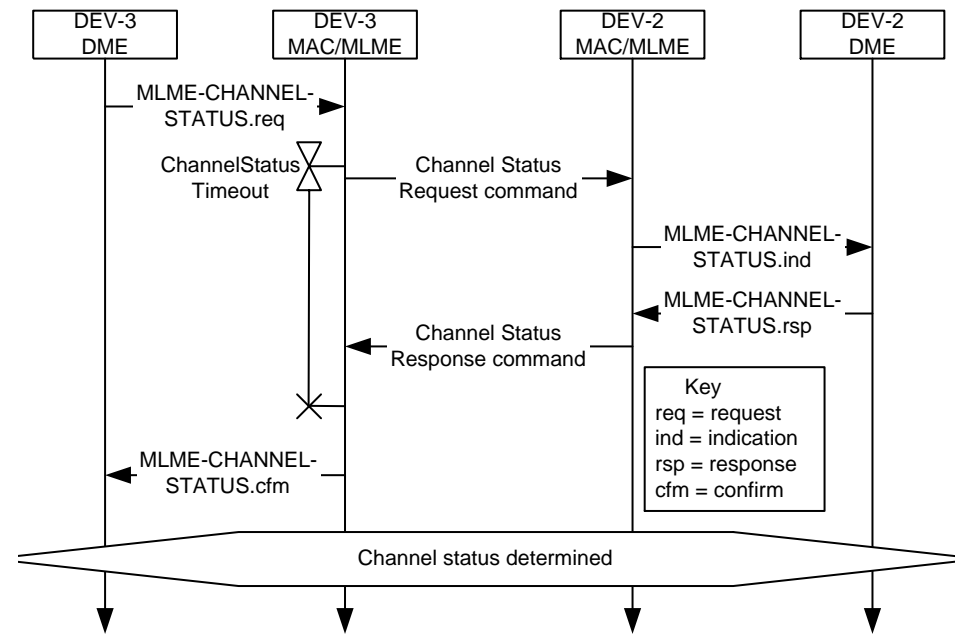 DEV-3
DME
DEV-3
MAC/MLME
DEV-2
MAC/MLME
DEV-2
DME
MLME-CHANNEL-
STATUS.req
ChannelStatus
Timeout
Channel Status
Request command
MLME-CHANNEL-
STATUS.ind
MLME-CHANNEL-
STATUS.rsp
Channel Status
Response command
Key
req = request
ind = indication
rsp = response
cfm = confirm
MLME-CHANNEL-
STATUS.cfm
Channel status determined